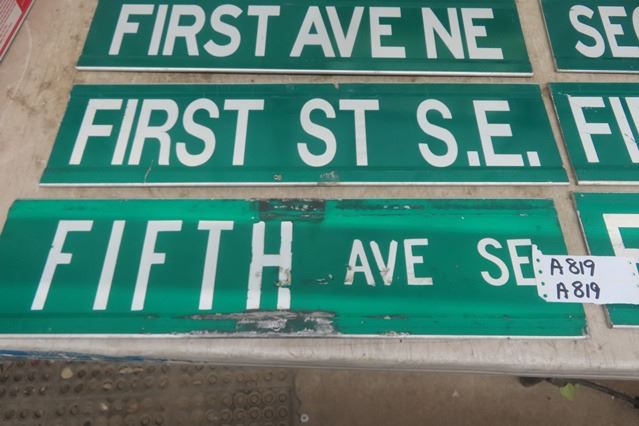 FIRST AVE NE
FIRST ST S.E.
FIFTH AVE SE
A819
A819